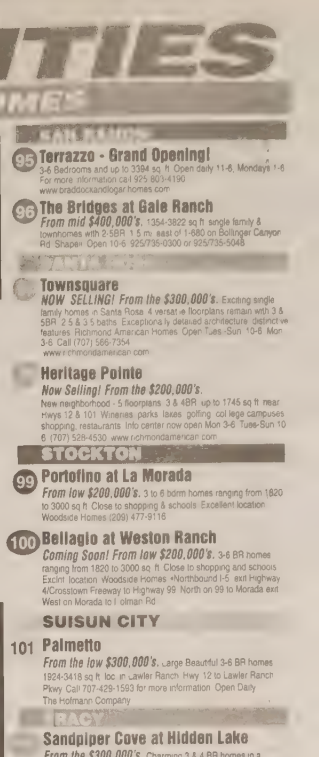 TIES
MES
SAN RAMON
95 Terrazzo - Grand Opening!
3-6 Bedrooms and up to 3394 sq ft Open daily 11-6, Mondays 1-6
For more information call 925 803-4190
www.braddockandlogan homes com
96 The Bridges at Gale Ranch
From mid $400,000's. 1354-3822 sq ft single family &
townhomes with 2-5BR 1.5 mi east of I-680 on Bollinger Canyon
Rd Shapell Open 10-6 925/735-0300 or 925/735-5048
SANTA ROSA
Townsquare
NOW SELLING! From the $300,000's. Exciting single
family homes in Santa Rosa 4 versatile floorplans remain with 3 &
5BR 2.5 & 3.5 baths Exceptionally detailed architecture distinctive
features Richmond American Homes Open Tues-Sun 10-6 Mon
3-6 Call (707) 566-7354
www richmondamerican com
Heritage Pointe
Now Selling! From the $200,000's.
New neighborhood - 5 floorplans 3 & 4BR up to 1745 sq ft near
Hwys 12 & 101 Wineries parks lakes golfing college campuses
shopping restaurants Info center now open Mon 3-6 Tues-Sun 10
6 (707) 528-4530 www richmondamerican com
STOCKTON
99 Portofino at La Morada
From low $200,000's. 3 to 6 bdrm homes ranging from 1820
to 3000 sq ft Close to shopping & schools Excellent location
Woodside Homes (209) 477-9116
100 Bellagio at Weston Ranch
Coming Soon! From low $200,000's. 3-6 BR homes
ranging from 1820 to 3000 sq ft Close to shopping and schools
Exclnt location Woodside Homes •Northbound I-5 exit Highway
4/Crosstown Freeway to Highway 99 North on 99 to Morada exit
West on Morada to Holman Rd
SUISUN CITY
101 Palmetto
From the low $300,000's. Large Beautiful 3-6 BR homes
1924-3418 sq ft loc in Lawler Ranch Hwy 12 to Lawler Ranch
Pkwy Call 707-429-1593 for more information Open Daily
The Hofmann Company
RACY
Sandpiper Cove at Hidden Lake
From the $300,000's. Charming 3 & 4 BR homes in a